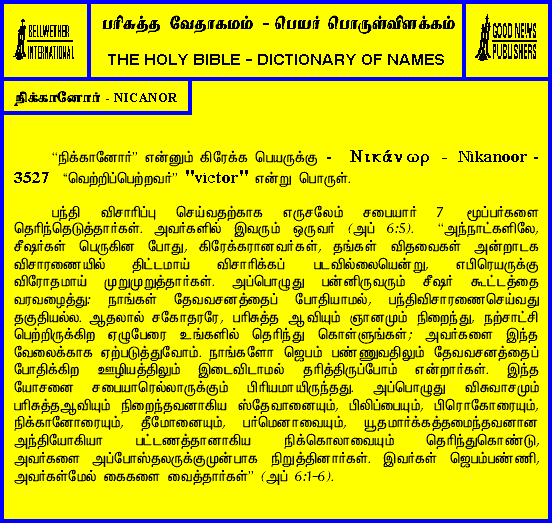 BELLWETHER
INTERNATIONAL
பரிசுத்த வேதாகமம் - பெயர் பொருள்விளக்கம்
THE HOLY BIBLE - DICTIONARY OF NAMES
GOOD NEWS
PUBLISHERS
நிக்கானோர் - NICANOR
“நிக்கானோர்” என்னும் கிரேக்க பெயருக்கு - Νικάνωρ - Nikanoor -
3527 “வெற்றிப்பெற்றவர்” "victor" என்று பொருள்.
பந்தி விசாரிப்பு செய்வதற்காக எருசலேம் சபையார் 7 மூப்பர்களை
தெரிந்தெடுத்தார்கள். அவர்களில் இவரும் ஒருவர் (அப் 6:5). “அந்நாட்களிலே,
சீஷர்கள் பெருகின போது, கிரேக்கரானவர்கள், தங்கள் விதவைகள் அன்றாடக
விசாரணையில் திட்டமாய் விசாரிக்கப் படவில்லையென்று, எபிரெயருக்கு
விரோதமாய் முறுமுறுத்தார்கள். அப்பொழுது பன்னிருவரும் சீஷர் கூட்டத்தை
வரவழைத்து: நாங்கள் தேவவசனத்தைப் போதியாமல், பந்திவிசாரணைசெய்வது
தகுதியல்ல. ஆதலால் சகோதரரே, பரிசுத்த ஆவியும் ஞானமும் நிறைந்து, நற்சாட்சி
பெற்றிருக்கிற ஏழுபேரை உங்களில் தெரிந்து கொள்ளுங்கள்; அவர்களை இந்த
வேலைக்காக ஏற்படுத்துவோம். நாங்களோ ஜெபம் பண்ணுவதிலும் தேவவசனத்தைப்
போதிக்கிற ஊழியத்திலும் இடைவிடாமல் தரித்திருப்போம் என்றார்கள். இந்த
யோசனை சபையாரெல்லாருக்கும் பிரியமாயிருந்தது. அப்பொழுது விசுவாசமும்
பரிசுத்தஆவியும் நிறைந்தவனாகிய ஸ்தேவானையும், பிலிப்பையும், பிரொகோரையும்,
நிக்கானோரையும், தீமோனையும், பர்மெனாவையும், யூதமார்க்கத்தமைந்தவனான
அந்தியோகியா பட்டணத்தானாகிய நிக்கொலாவையும் தெரிந்துகொண்டு,
அவர்களை அப்போஸ்தலருக்குமுன்பாக நிறுத்தினார்கள். இவர்கள் ஜெபம்பண்ணி,
அவர்கள்மேல் கைகளை வைத்தார்கள்” (அப் 6:1-6).